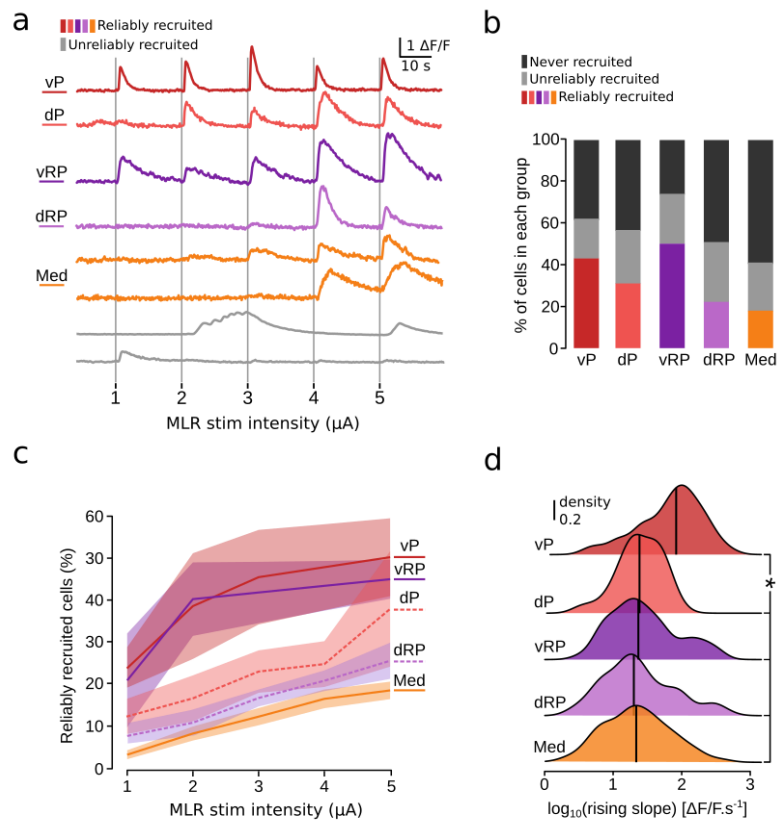 a
Reliably recruited
Unreliably recruited
1 ΔF/F
10 s
vP
dP
vRP
dRP
Med
1 2 3 4 5
MLR stim intensity (μA)
b
Never recruited
Unreliably recruited
Reliably recruited
% of cells in each group
100
80
60
40
20
0
vP dP vRP dRP Med
c
Reliably recruited cells (%)
60
30
40
30
20
10
0
vP
vRP
dP
dRP
Med
1 2 3 4 5
MLR stim intensity (μA)
d
density
0.2
vP
dP
vRP
dRP
Med
*
0 1 2 3
log₁₀(rising slope) [ΔF/F.s⁻¹]